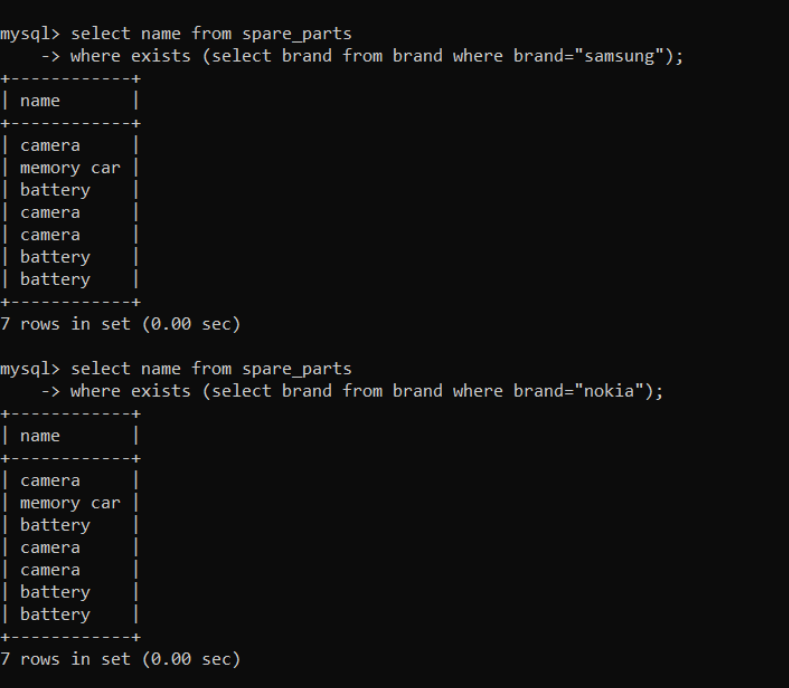 mysql> select name from spare_parts
    -> where exists (select brand from brand where brand="samsung");
+------------+
| name       |
+------------+
| camera     |
| memory car |
| battery    |
| camera     |
| camera     |
| battery    |
| battery    |
+------------+
7 rows in set (0.00 sec)

mysql> select name from spare_parts
    -> where exists (select brand from brand where brand="nokia");
+------------+
| name       |
+------------+
| camera     |
| memory car |
| battery    |
| camera     |
| camera     |
| battery    |
| battery    |
+------------+
7 rows in set (0.00 sec)